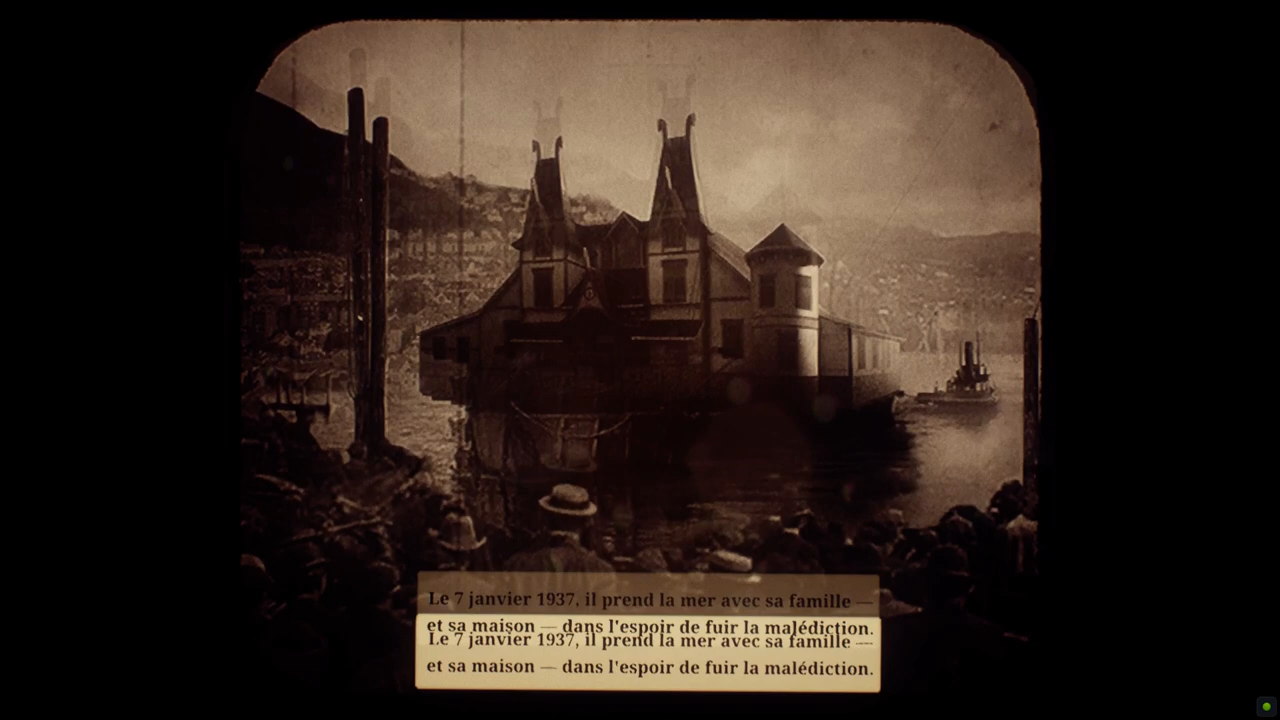 Le 7 janvier 1937, il prend la mer avec sa famille —
et sa maison — dans l'espoir de fuir la malédiction.
Le 7 janvier 1937, il prend la mer avec sa famille —
et sa maison — dans l'espoir de fuir la malédiction.